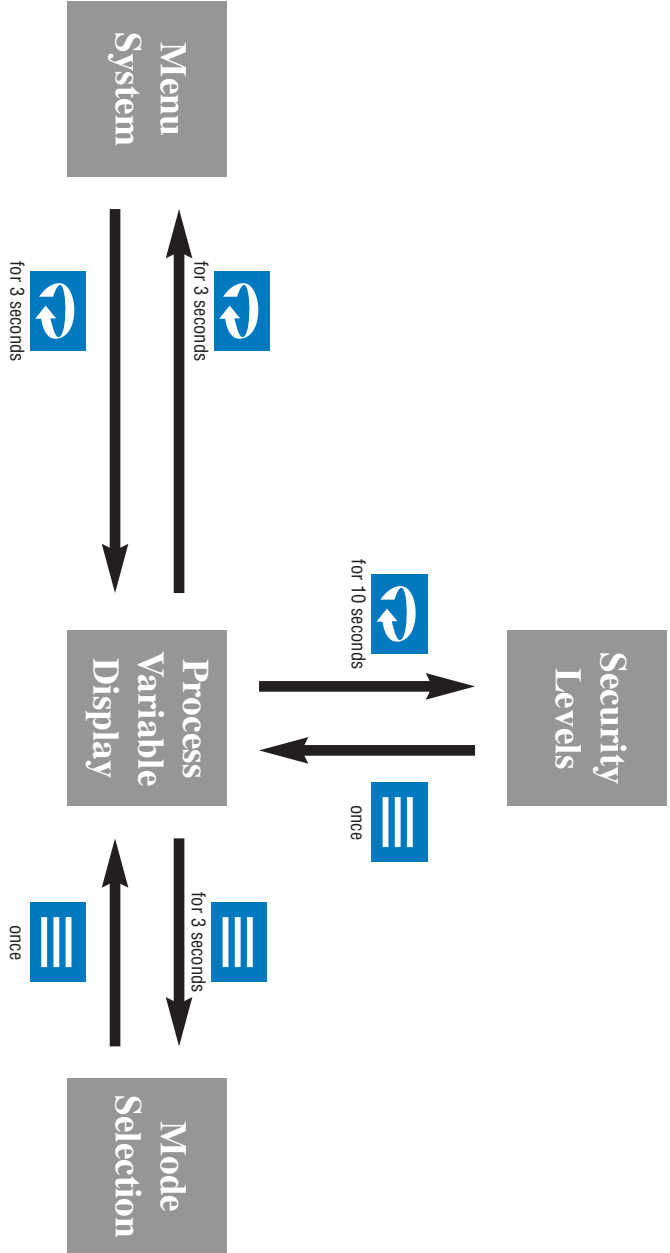 Security
Levels
for 10 seconds
once
Menu
System
for 3 seconds
for 3 seconds
Process
Variable
Display
for 3 seconds
once
Mode
Selection